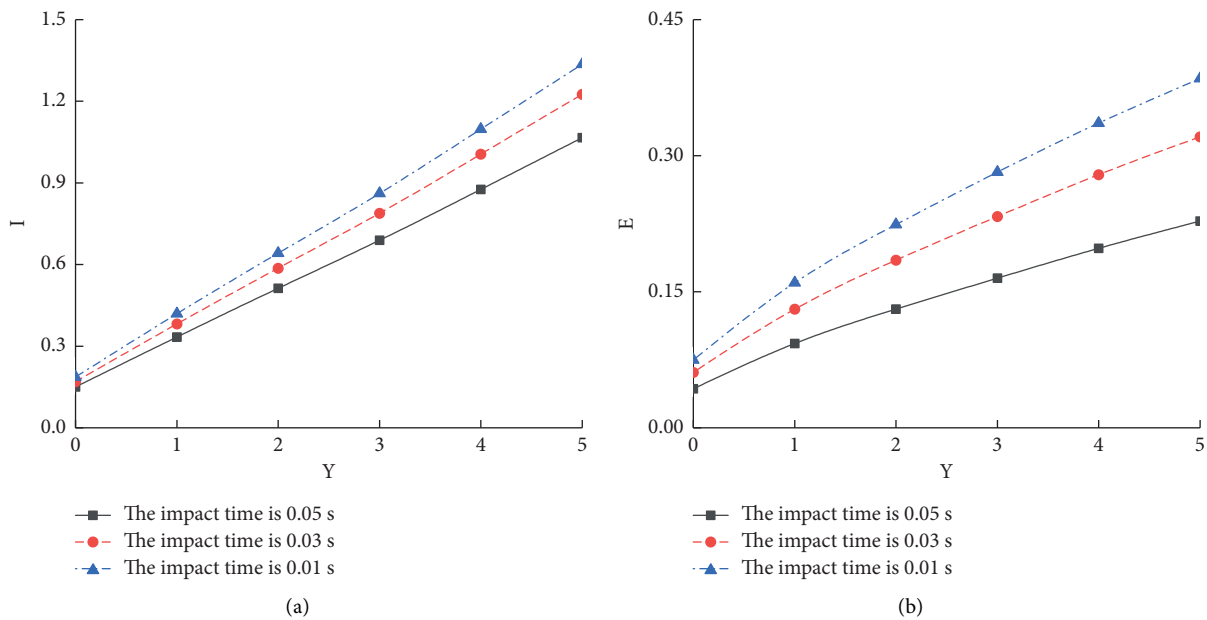 1.5
1.2
0.9
0.6
0.3
0.0
I
0 1 2 3 4 5
Y
The impact time is 0.05 s
The impact time is 0.03 s
The impact time is 0.01 s
(a)
0.45
0.30
0.15
0.00
E
0 1 2 3 4 5
Y
The impact time is 0.05 s
The impact time is 0.03 s
The impact time is 0.01 s
(b)